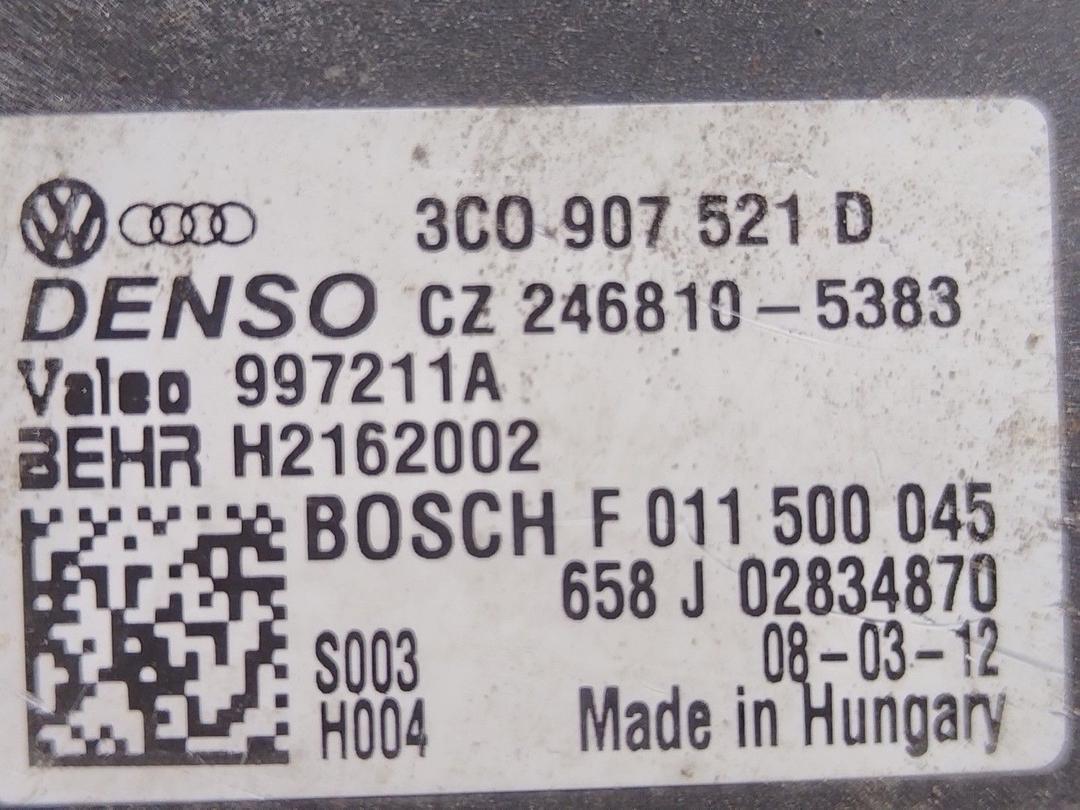 3C0 907 521 D
DENSO CZ 246810-5383
Valeo 997211A
BEHR H2162002
BOSCH F 011 500 045
658 J 02834870
S003 08-03-12
H004 Made in Hungary